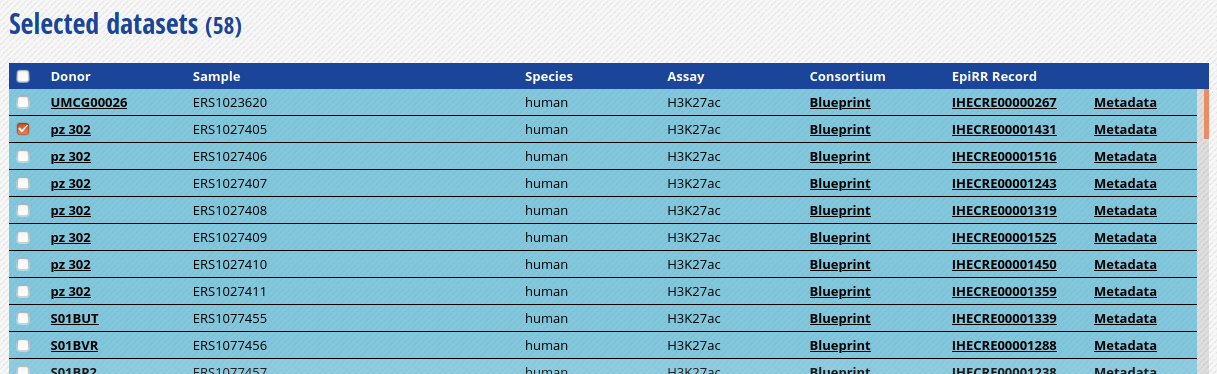 Selected datasets (58)
Donor Sample Species Assay Consortium EpiRR Record
UMCG00026 ERS1023620 human H3K27ac Blueprint IHECRE00000267 Metadata
pz 302 ERS1027405 human H3K27ac Blueprint IHECRE00001431 Metadata
pz 302 ERS1027406 human H3K27ac Blueprint IHECRE00001516 Metadata
pz 302 ERS1027407 human H3K27ac Blueprint IHECRE00001243 Metadata
pz 302 ERS1027408 human H3K27ac Blueprint IHECRE00001319 Metadata
pz 302 ERS1027409 human H3K27ac Blueprint IHECRE00001525 Metadata
pz 302 ERS1027410 human H3K27ac Blueprint IHECRE00001450 Metadata
pz 302 ERS1027411 human H3K27ac Blueprint IHECRE00001359 Metadata
S01BUT ERS1077455 human H3K27ac Blueprint IHECRE00001339 Metadata
S01BVR ERS1077456 human H3K27ac Blueprint IHECRE00001288 Metadata
ERS1077457 human H3K27ac Blueprint IHECRE00001238 Metadata